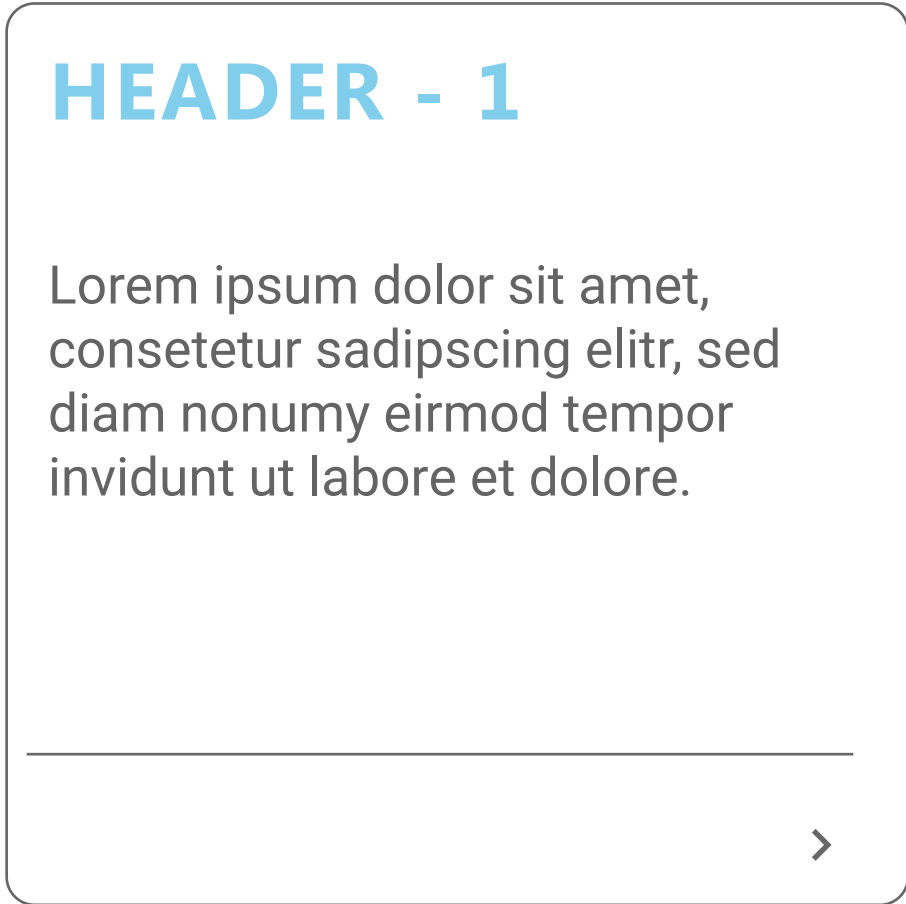 HEADER - 1
Lorem ipsum dolor sit amet,
consetetur sadipscing elitr, sed
diam nonumy eirmod tempor
invidunt ut labore et dolore.